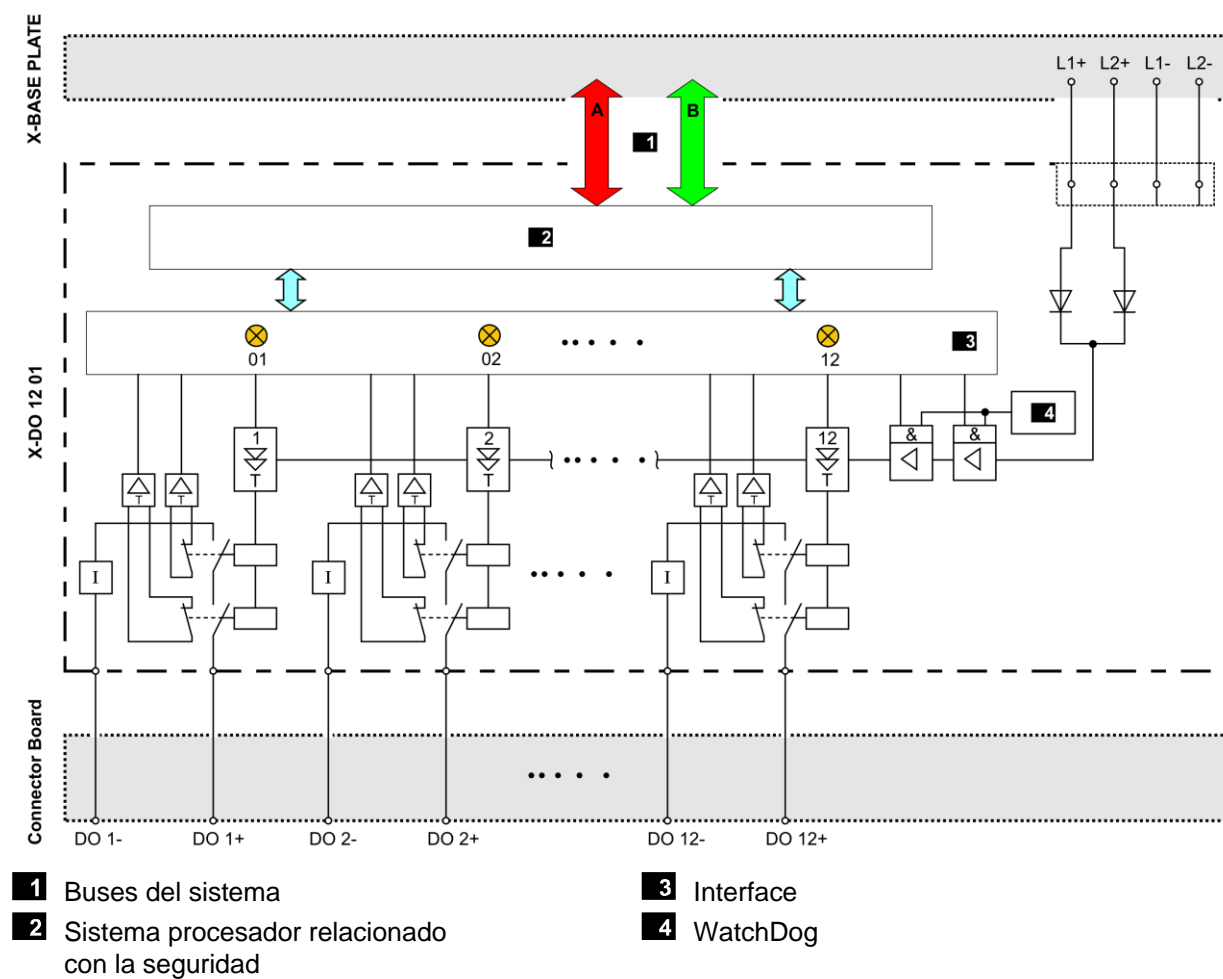 X-BASE PLATE
L1+ L2+ L1- L2-
A
B
1
2
X-DO 12 01
01
02
12
3
4
1
2
12
&
&
T
T
T
T
T
T
T
T
T
I
I
I
Connector Board
DO 1-
DO 1+
DO 2-
DO 2+
DO 12-
DO 12+
1 Buses del sistema
2 Sistema procesador relacionado
con la seguridad
3 Interface
4 WatchDog